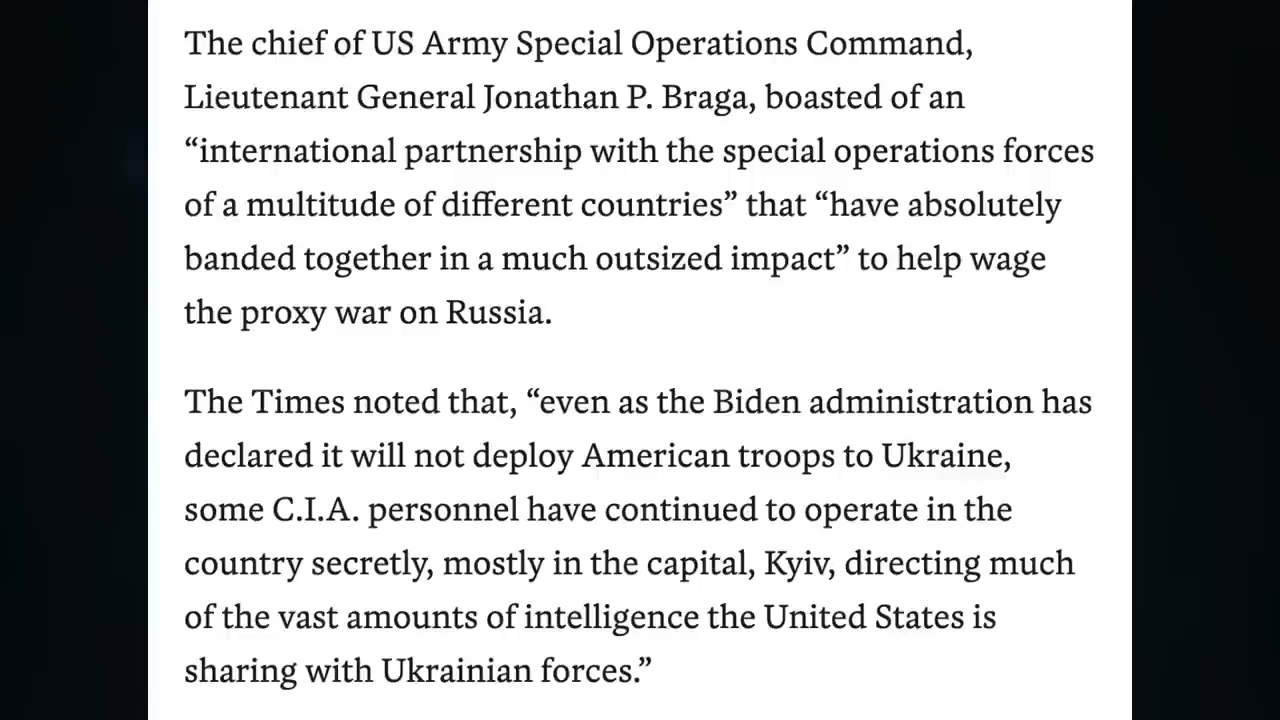 The chief of US Army Special Operations Command,
Lieutenant General Jonathan P. Braga, boasted of an
“international partnership with the special operations forces
of a multitude of different countries” that “have absolutely
banded together in a much outsized impact” to help wage
the proxy war on Russia.
The Times noted that, “even as the Biden administration has
declared it will not deploy American troops to Ukraine,
some C.I.A. personnel have continued to operate in the
country secretly, mostly in the capital, Kyiv, directing much
of the vast amounts of intelligence the United States is
sharing with Ukrainian forces.”